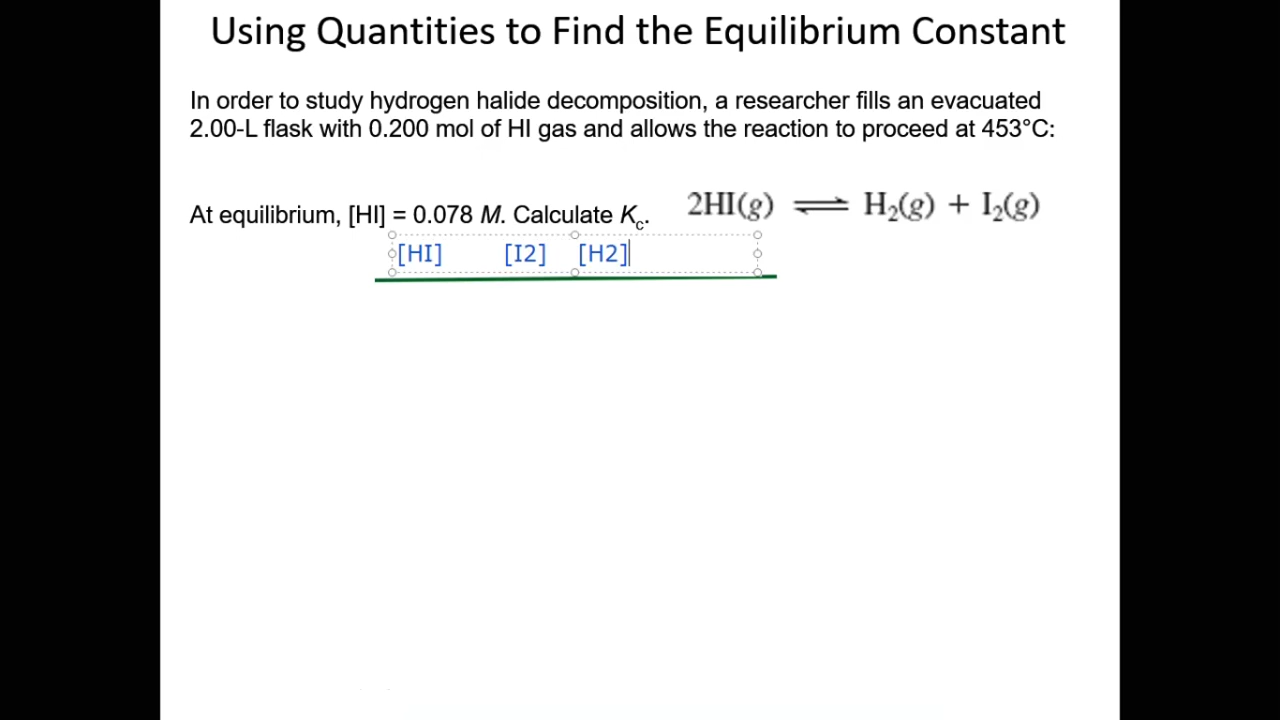 Using Quantities to Find the Equilibrium Constant
In order to study hydrogen halide decomposition, a researcher fills an evacuated
2.00-L flask with 0.200 mol of HI gas and allows the reaction to proceed at 453°C:
2HI(g) ⇌ H₂(g) + I₂(g)
At equilibrium, [HI] = 0.078 M. Calculate Kc.
[HI] [I2] [H2]